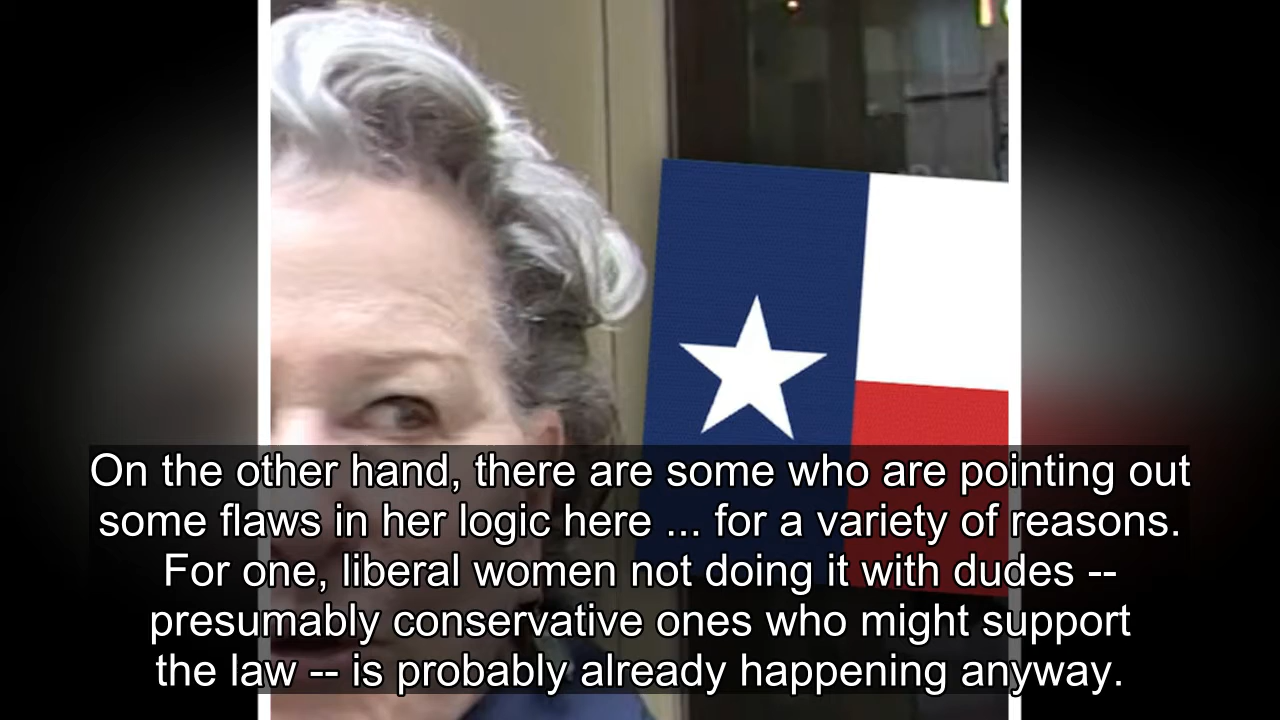 On the other hand, there are some who are pointing out
some flaws in her logic here ... for a variety of reasons.
For one, liberal women not doing it with dudes --
presumably conservative ones who might support
the law -- is probably already happening anyway.